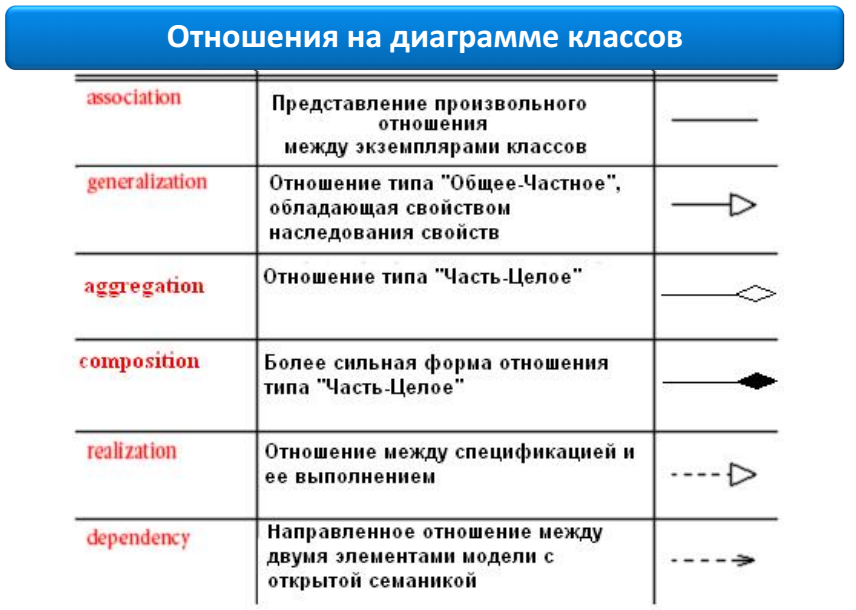 Отношения на диаграмме классов
association
Представление произвольного
отношения
между экземплярами классов
generalization
Отношение типа "Общее-Частное",
обладающая свойством
наследования свойств
aggregation
Отношение типа "Часть-Целое"
composition
Более сильная форма отношения
типа "Часть-Целое"
realization
Отношение между спецификацией и
ее выполнением
dependency
Направленное отношение между
двумя элементами модели с
открытой семаникой